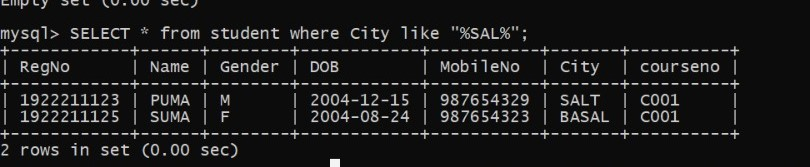 Empty set (0.00 sec)
mysql> SELECT * from student where City like "%SAL%";
+------------+------+--------+------------+-----------+-------+----------+
| RegNo      | Name | Gender | DOB        | MobileNo  | City  | courseno |
+------------+------+--------+------------+-----------+-------+----------+
| 1922211123 | PUMA | M      | 2004-12-15 | 987654329 | SALT  | C001     |
| 1922211125 | SUMA | F      | 2004-08-24 | 987654323 | BASAL | C001     |
+------------+------+--------+------------+-----------+-------+----------+
2 rows in set (0.00 sec)